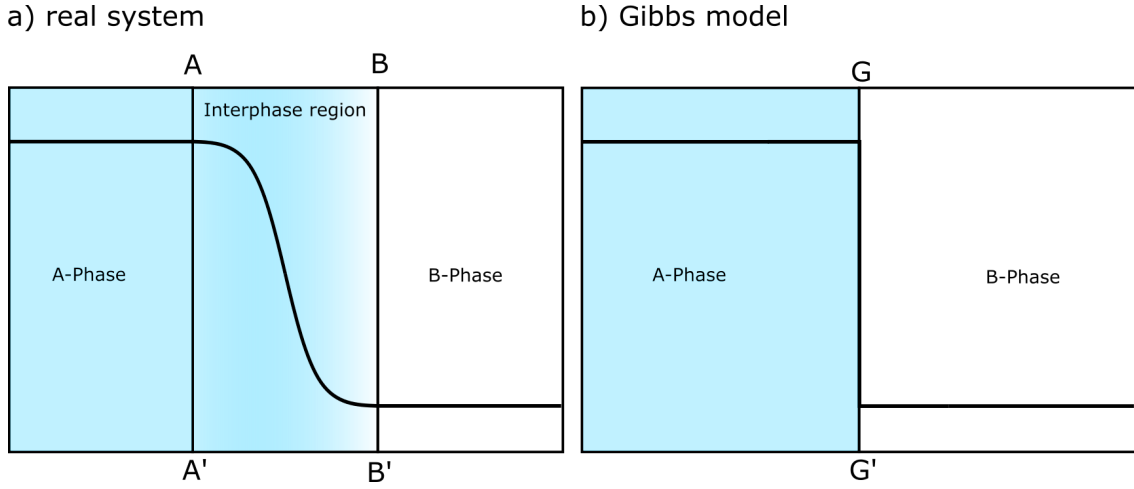 a) real system
b) Gibbs model
A
B
Interphase region
A-Phase
B-Phase
A'
B'
G
A-Phase
B-Phase
G'